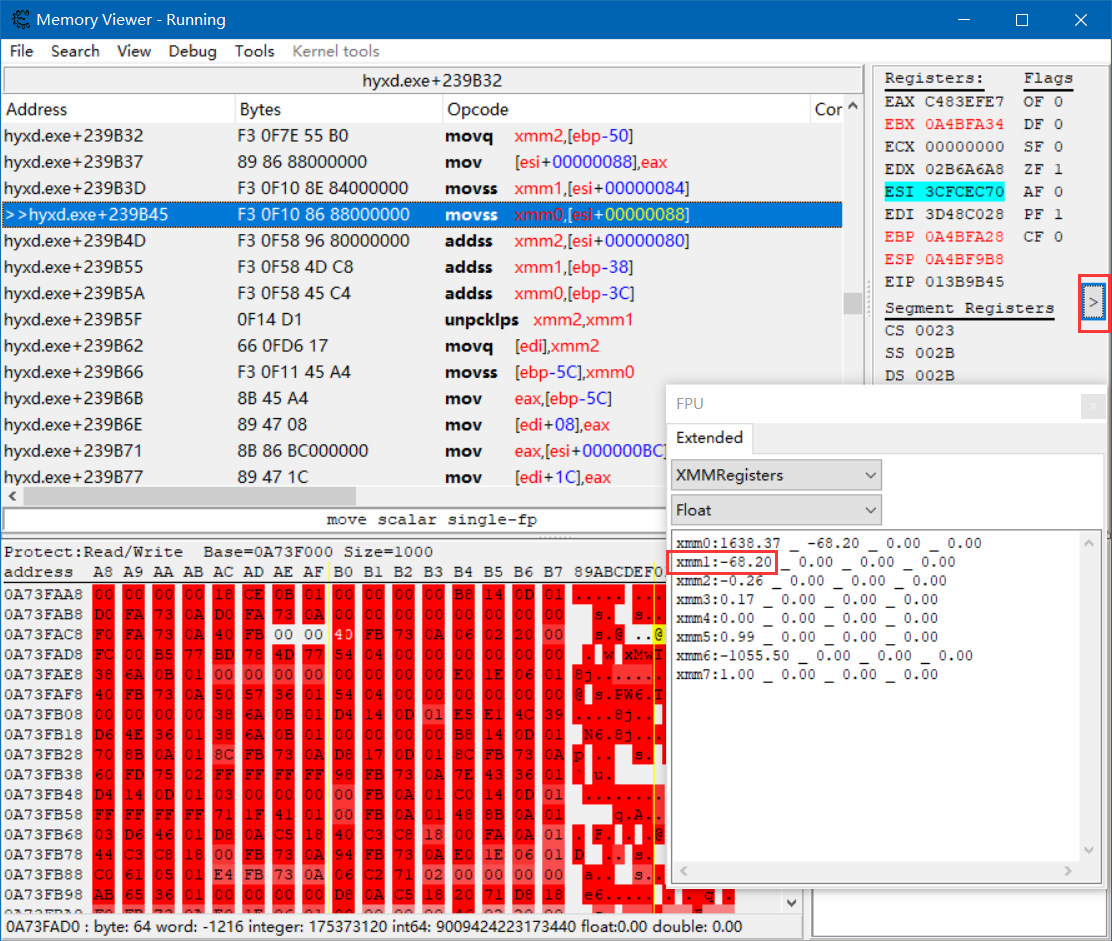 Memory Viewer - Running
File Search View Debug Tools Kernel tools
hyxd.exe+239B32
Address Bytes Opcode Cor
hyxd.exe+239B32 F3 0F7E 55 B0 movq xmm2,[ebp-50]
hyxd.exe+239B37 89 86 88000000 mov [esi+00000088],eax
hyxd.exe+239B3D F3 0F10 8E 84000000 movss xmm1,[esi+00000084]
>>hyxd.exe+239B45 F3 0F10 86 88000000 movss xmm0,[esi+00000088]
hyxd.exe+239B4D F3 0F58 96 80000000 addss xmm2,[esi+00000080]
hyxd.exe+239B55 F3 0F58 4D C8 addss xmm1,[ebp-38]
hyxd.exe+239B5A F3 0F58 45 C4 addss xmm0,[ebp-3C]
hyxd.exe+239B5F 0F14 D1 unpcklps xmm2,xmm1
hyxd.exe+239B62 66 0FD6 17 movq [edi],xmm2
hyxd.exe+239B66 F3 0F11 45 A4 movss [ebp-5C],xmm0
hyxd.exe+239B6B 8B 45 A4 mov eax,[ebp-5C]
hyxd.exe+239B6E 89 47 08 mov [edi+08],eax
hyxd.exe+239B71 8B 86 BC000000 mov eax,[esi+000000BC]
hyxd.exe+239B77 89 47 1C mov [edi+1C],eax
move scalar single-fp
Registers: Flags
EAX C483EFE7 OF 0
EBX 0A4BFA34 DF 0
ECX 00000000 SF 0
EDX 02B6A6A8 ZF 1
ESI 3CFCEC70 AF 0
EDI 3D48C028 PF 1
EBP 0A4BFA28 CF 0
ESP 0A4BF9B8
EIP 013B9B45
Segment Registers
CS 0023
SS 002B
DS 002B
>
FPU
Extended
XMMRegisters
Float
xmm0:1638.37 _ -68.20 _ 0.00 _ 0.00
xmm1:-68.20 _ 0.00 _ 0.00 _ 0.00
xmm2:-0.26 _ 0.00 _ 0.00 _ 0.00
xmm3:0.17 _ 0.00 _ 0.00 _ 0.00
xmm4:0.00 _ 0.00 _ 0.00 _ 0.00
xmm5:0.99 _ 0.00 _ 0.00 _ 0.00
xmm6:-1055.50 _ 0.00 _ 0.00 _ 0.00
xmm7:1.00 _ 0.00 _ 0.00 _ 0.00
Protect:Read/Write Base=0A73F000 Size=1000
address A8 A9 AA AB AC AD AE AF B0 B1 B2 B3 B4 B5 B6 B7 89ABCDEF0
0A73FAA8 00 00 00 00 18 CE 0B 01 00 00 00 00 B8 14 0D 01
0A73FAB8 D0 FA 73 0A D0 FA 73 0A 00 00 00 00 00 00 00 00
0A73FAC8 F0 FA 73 0A 40 FB 00 00 40 FB 73 0A 06 02 20 00
0A73FAD8 FC 00 B5 77 BD 78 4D 77 54 04 00 00 00 00 00 00
0A73FAE8 38 6A 0B 01 00 00 00 00 00 00 00 00 E0 1E 06 01
0A73FAF8 40 FB 73 0A 50 57 36 01 54 04 00 00 00 00 00 00
0A73FB08 00 00 00 00 38 6A 0B 01 D4 14 0D 01 E5 E1 4C 39
0A73FB18 D6 4E 36 01 38 6A 0B 01 00 00 00 00 B8 14 0D 01
0A73FB28 70 8B 0A 01 8C FB 73 0A D8 17 0D 01 8C FB 73 0A
0A73FB38 60 FD 75 02 FF FF FF FF 98 FB 73 0A 7E 43 36 01
0A73FB48 D4 14 0D 01 03 00 00 00 00 FB 0A 01 C0 14 0D 01
0A73FB58 FF FF FF FF 71 1F 41 01 00 FB 0A 01 48 8B 0A 01
0A73FB68 03 D6 46 01 D8 0A C5 18 40 C3 C8 18 00 FA 0A 01
0A73FB78 44 C3 C8 18 00 FB 73 0A 94 FB 73 0A E0 1E 06 01
0A73FB88 C0 61 05 01 E4 FB 73 0A 06 C2 71 02 00 00 00 00
0A73FB98 AB 65 36 01 00 00 00 00 D8 0A C5 18 20 71 D8 18
0A73FAD0 : byte: 64 word: -1216 integer: 175373120 int64: 9009424223173440 float:0.00 double: 0.00